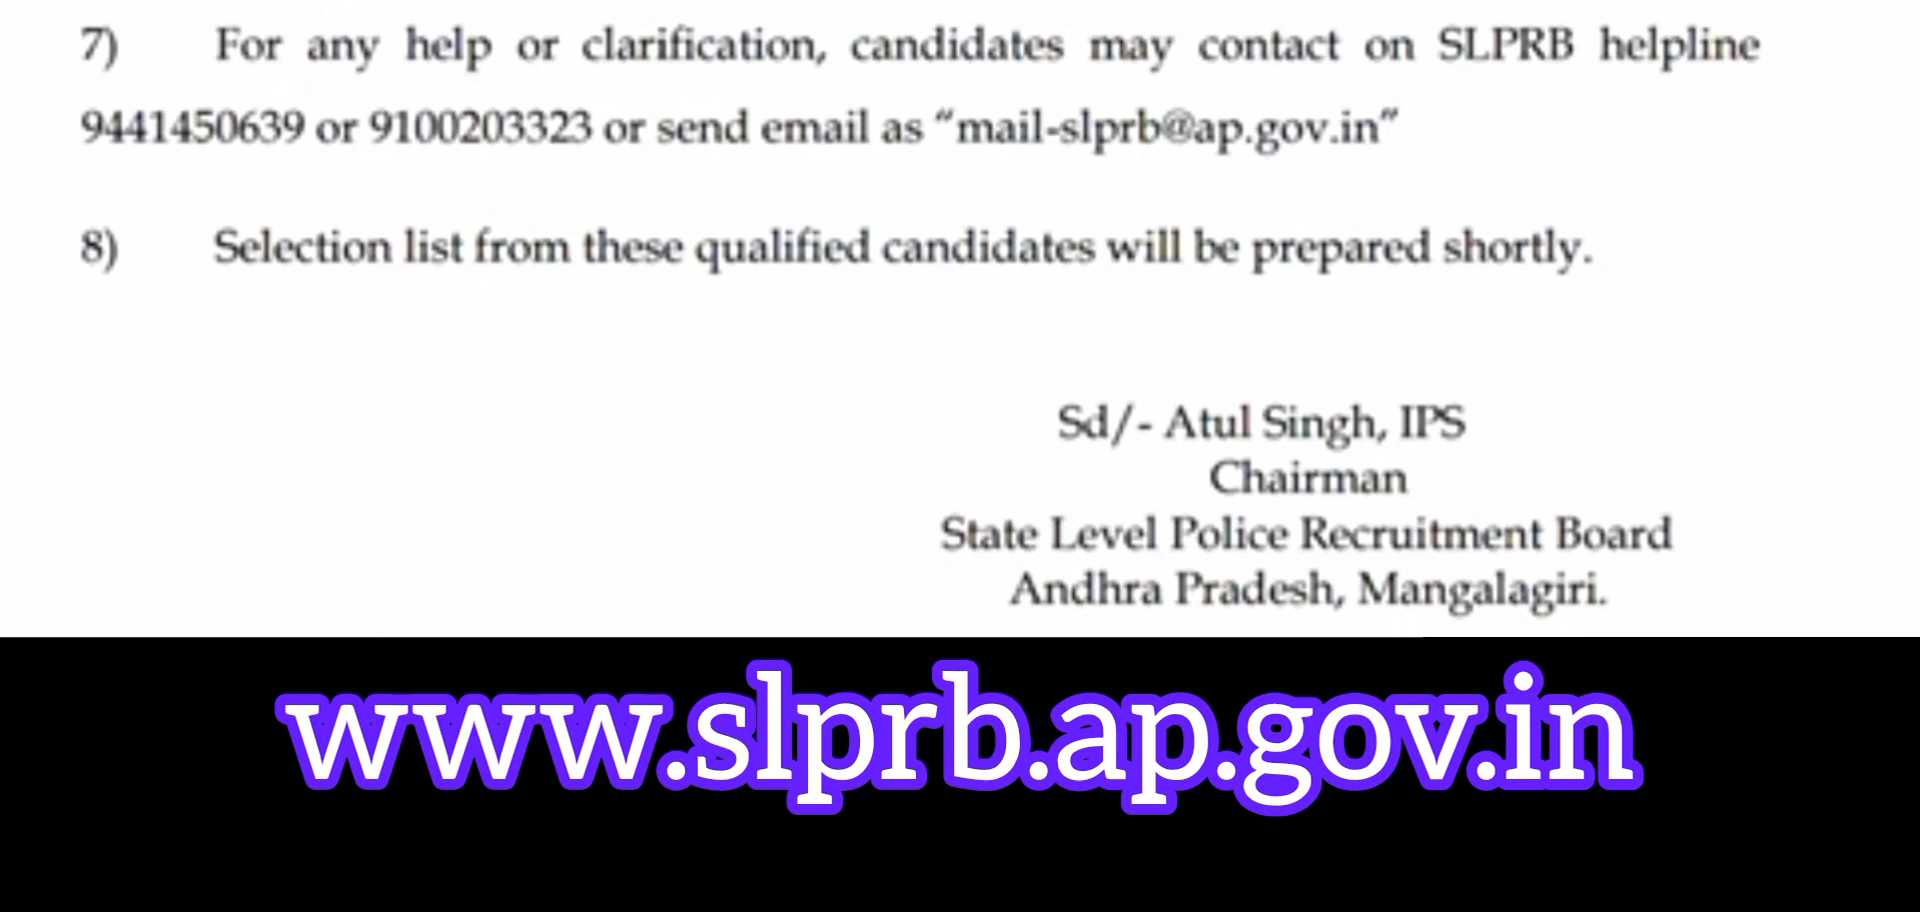 7) For any help or clarification, candidates may contact on SLPRB helpline
9441450639 or 9100203323 or send email as “mail-slprb@ap.gov.in”
8) Selection list from these qualified candidates will be prepared shortly.
Sd/- Atul Singh, IPS
Chairman
State Level Police Recruitment Board
Andhra Pradesh, Mangalagiri.
www.slprb.ap.gov.in